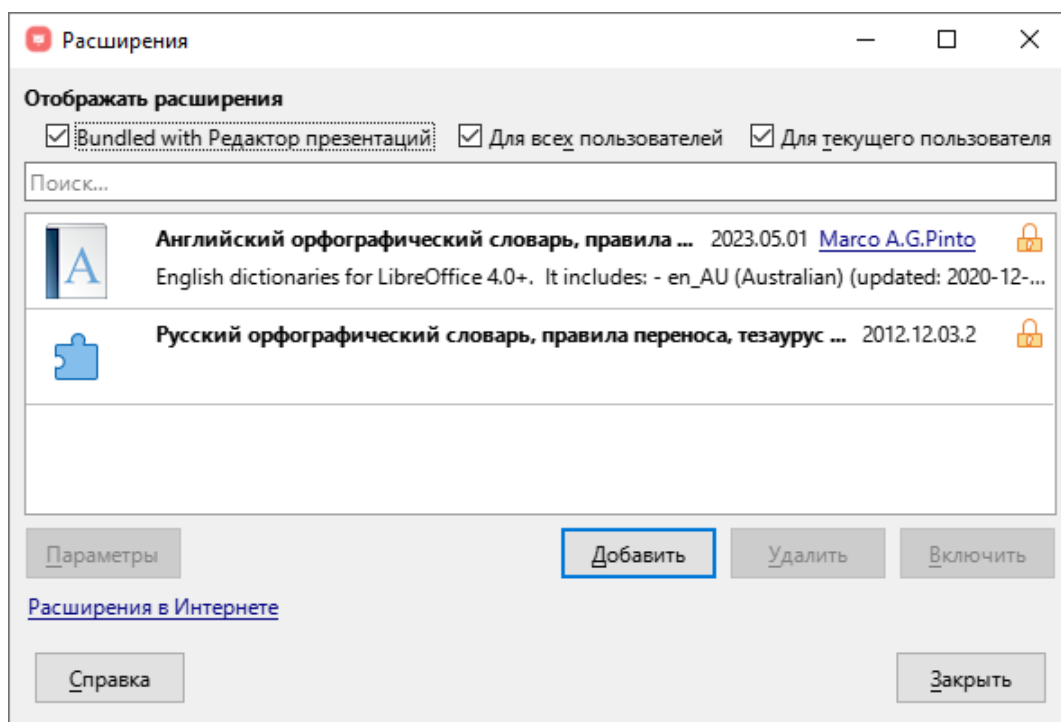 Расширения
Отображать расширения
Bundled with Редактор презентаций Для всех пользователей Для текущего пользователя
Поиск...
Английский орфографический словарь, правила ... 2023.05.01 Marco A.G.Pinto
English dictionaries for LibreOffice 4.0+. It includes: - en_AU (Australian) (updated: 2020-12-...
Русский орфографический словарь, правила переноса, тезаурус ... 2012.12.03.2
Параметры Добавить Удалить Включить
Расширения в Интернете
Справка Закрыть